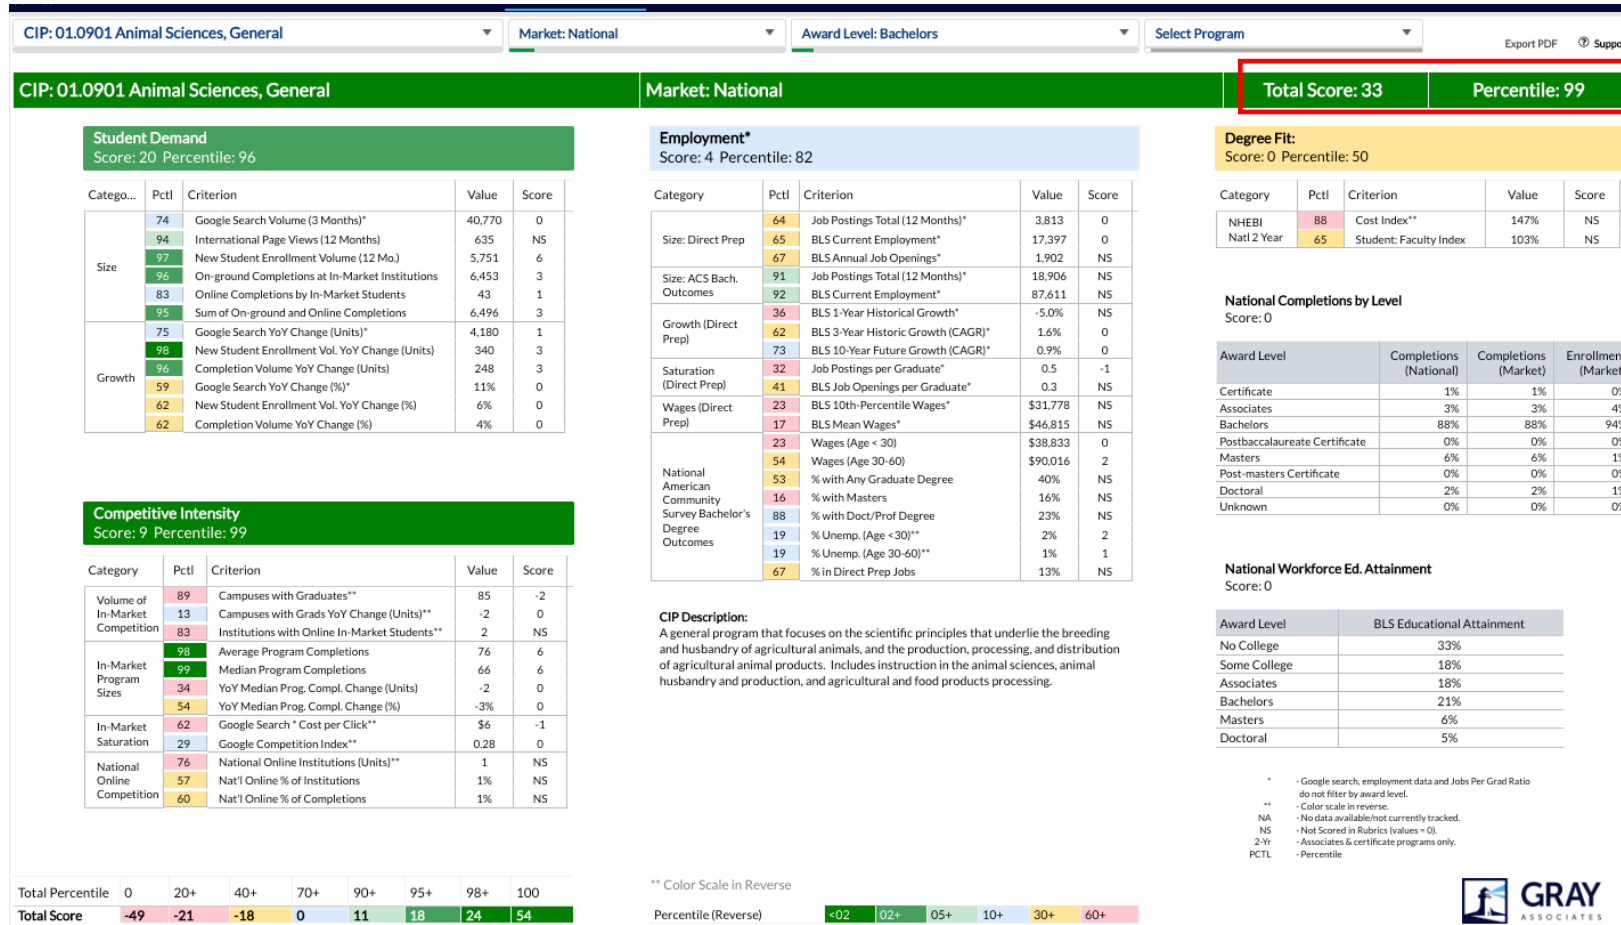 CIP: 01.0901 Animal Sciences, General
Market: National
Award Level: Bachelors
Select Program
Export PDF
Suppo
CIP: 01.0901 Animal Sciences, General
Market: National
Total Score: 33
Percentile: 99
Student Demand
Score: 20 Percentile: 96
Catego... Pctl Criterion Value Score
Size
74 Google Search Volume (3 Months)* 40,770 0
94 International Page Views (12 Months) 635 NS
97 New Student Enrollment Volume (12 Mo.) 5,751 6
96 On-ground Completions at In-Market Institutions 6,453 3
83 Online Completions by In-Market Students 43 1
95 Sum of On-ground and Online Completions 6,496 3
Growth
75 Google Search YoY Change (Units)* 4,180 1
98 New Student Enrollment Vol. YoY Change (Units) 340 3
96 Completion Volume YoY Change (Units) 248 3
59 Google Search YoY Change (%)* 11% 0
62 New Student Enrollment Vol. YoY Change (%) 6% 0
62 Completion Volume YoY Change (%) 4% 0
Competitive Intensity
Score: 9 Percentile: 99
Category Pctl Criterion Value Score
Volume of
In-Market
Competition
89 Campuses with Graduates** 85 -2
13 Campuses with Grads YoY Change (Units)** -2 0
83 Institutions with Online In-Market Students** 2 NS
In-Market
Program
Sizes
98 Average Program Completions 76 6
99 Median Program Completions 66 6
34 YoY Median Prog. Compl. Change (Units) -2 0
54 YoY Median Prog. Compl. Change (%) -3% 0
In-Market
Saturation
62 Google Search * Cost per Click** $6 -1
29 Google Competition Index** 0.28 0
National
Online
Competition
76 National Online Institutions (Units)** 1 NS
57 Nat'l Online % of Institutions 1% NS
60 Nat'l Online % of Completions 1% NS
Total Percentile 0 20+ 40+ 70+ 90+ 95+ 98+ 100
Total Score -49 -21 -18 0 11 18 24 54
Employment*
Score: 4 Percentile: 82
Category Pctl Criterion Value Score
Size: Direct Prep
64 Job Postings Total (12 Months)* 3,813 0
65 BLS Current Employment* 17,397 0
67 BLS Annual Job Openings* 1,902 NS
Size: ACS Bach.
Outcomes
91 Job Postings Total (12 Months)* 18,906 NS
92 BLS Current Employment* 87,611 NS
Growth (Direct
Prep)
36 BLS 1-Year Historical Growth* -5.0% NS
62 BLS 3-Year Historic Growth (CAGR)* 1.6% 0
73 BLS 10-Year Future Growth (CAGR)* 0.9% 0
Saturation
(Direct Prep)
32 Job Postings per Graduate* 0.5 -1
41 BLS Job Openings per Graduate* 0.3 NS
Wages (Direct
Prep)
23 BLS 10th-Percentile Wages* $31,778 NS
17 BLS Mean Wages* $46,815 NS
National
American
Community
Survey Bachelor's
Degree
Outcomes
23 Wages (Age < 30) $38,833 0
54 Wages (Age 30-60) $90,016 2
53 % with Any Graduate Degree 40% NS
16 % with Masters 16% NS
88 % with Doct/Prof Degree 23% NS
19 % Unemp. (Age <30)** 2% 2
19 % Unemp. (Age 30-60)** 1% 1
67 % in Direct Prep Jobs 13% NS
CIP Description:
A general program that focuses on the scientific principles that underlie the breeding
and husbandry of agricultural animals, and the production, processing, and distribution
of agricultural animal products. Includes instruction in the animal sciences, animal
husbandry and production, and agricultural and food products processing.
** Color Scale in Reverse
Percentile (Reverse) <02 02+ 05+ 10+ 30+ 60+
Degree Fit:
Score: 0 Percentile: 50
Category Pctl Criterion Value Score
NHEBI
Natl 2 Year
88 Cost Index** 147% NS
65 Student: Faculty Index 103% NS
National Completions by Level
Score: 0
Award Level Completions (National) Completions (Market) Enrollmen (Market
Certificate 1% 1% 0%
Associates 3% 3% 4%
Bachelors 88% 88% 94%
Postbaccalaureate Certificate 0% 0% 0%
Masters 6% 6% 1%
Post-masters Certificate 0% 0% 0%
Doctoral 2% 2% 1%
Unknown 0% 0% 0%
National Workforce Ed. Attainment
Score: 0
Award Level BLS Educational Attainment
No College 33%
Some College 18%
Associates 18%
Bachelors 21%
Masters 6%
Doctoral 5%
* - Google search, employment data and Jobs Per Grad Ratio
do not filter by award level.
** - Color scale in reverse.
NA - No data available/not currently tracked.
NS - Not Scored in Rubrics (values = 0).
2-Yr - Associates & certificate programs only.
PCTL - Percentile
GRAY
ASSOCIATES